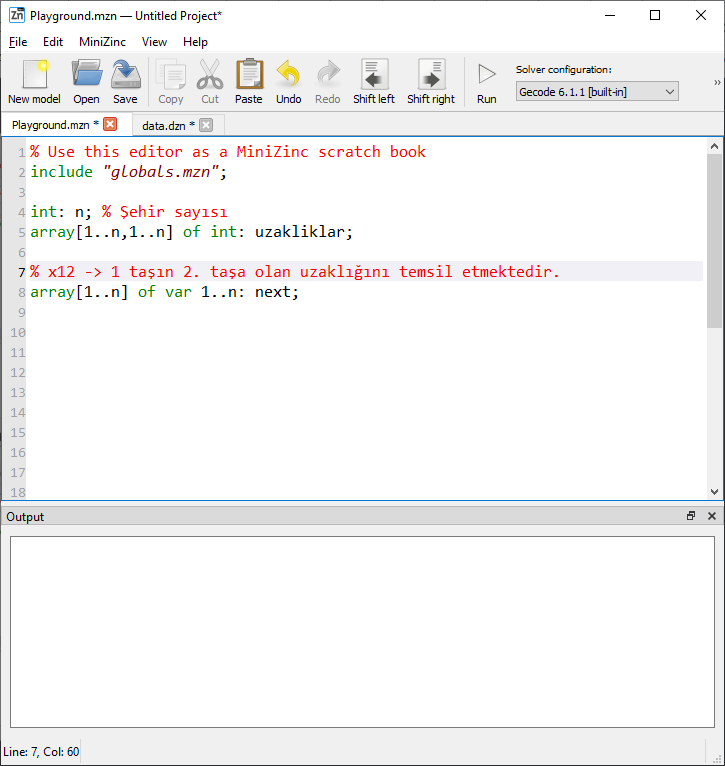 Playground.mzn — Untitled Project*
File Edit MiniZinc View Help
New model Open Save Copy Cut Paste Undo Redo Shift left Shift right Run
Solver configuration:
Gecode 6.1.1 [built-in]
Playground.mzn * data.dzn *
1 % Use this editor as a MiniZinc scratch book
2 include "globals.mzn";
3
4 int: n; % Şehir sayısı
5 array[1..n,1..n] of int: uzakliklar;
6
7 % x12 -> 1 taşın 2. taşa olan uzaklığını temsil etmektedir.
8 array[1..n] of var 1..n: next;
9
10
11
12
13
14
15
16
17
18
Output
Line: 7, Col: 60